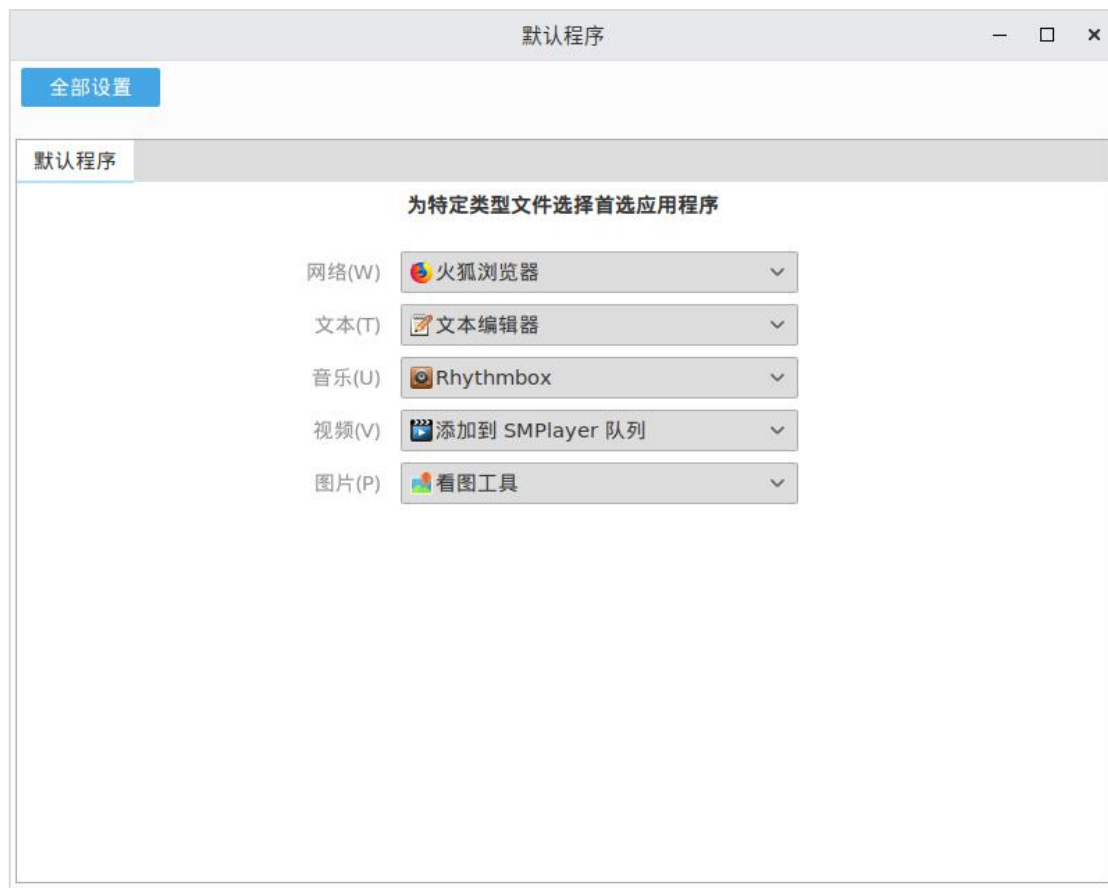 默认程序
全部设置
默认程序
为特定类型文件选择首选应用程序
网络(W) 火狐浏览器
文本(T) 文本编辑器
音乐(U) Rhythmbox
视频(V) 添加到 SMPlayer 队列
图片(P) 看图工具